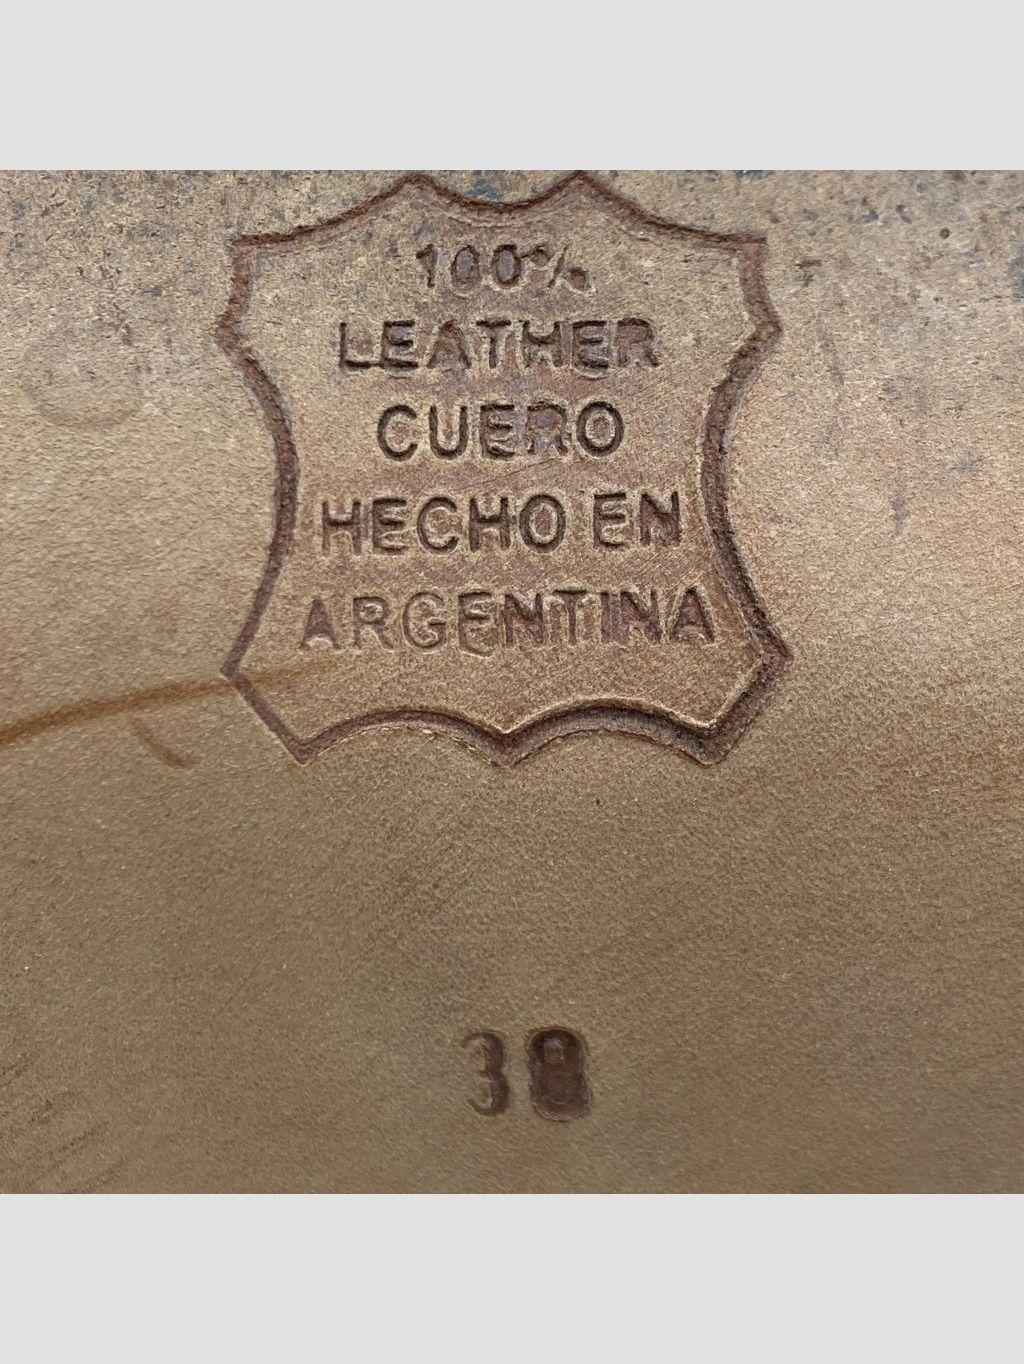 100%
LEATHER
CUERO
HECHO EN
ARGENTINA
38